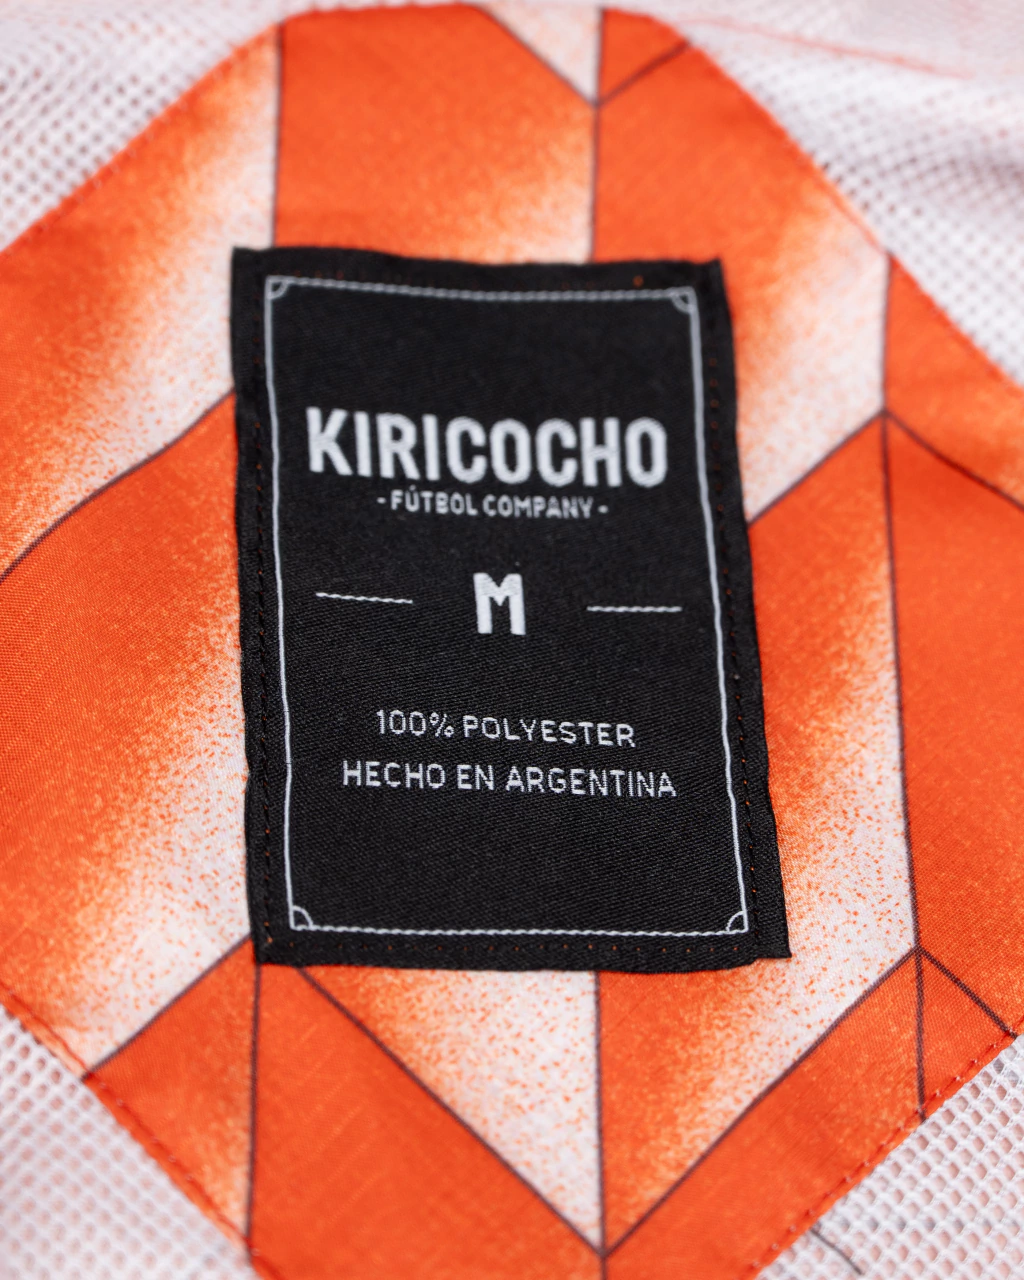 KIRICOCHO
- FÚTBOL COMPANY -
M
100% POLYESTER
HECHO EN ARGENTINA